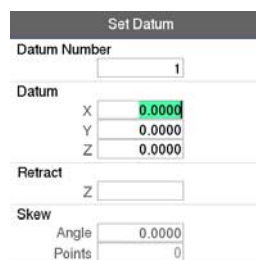 Set Datum
Datum Number
1
Datum
X 0.0000
Y 0.0000
Z 0.0000
Retract
Z
Skew
Angle 0.0000
Points 0